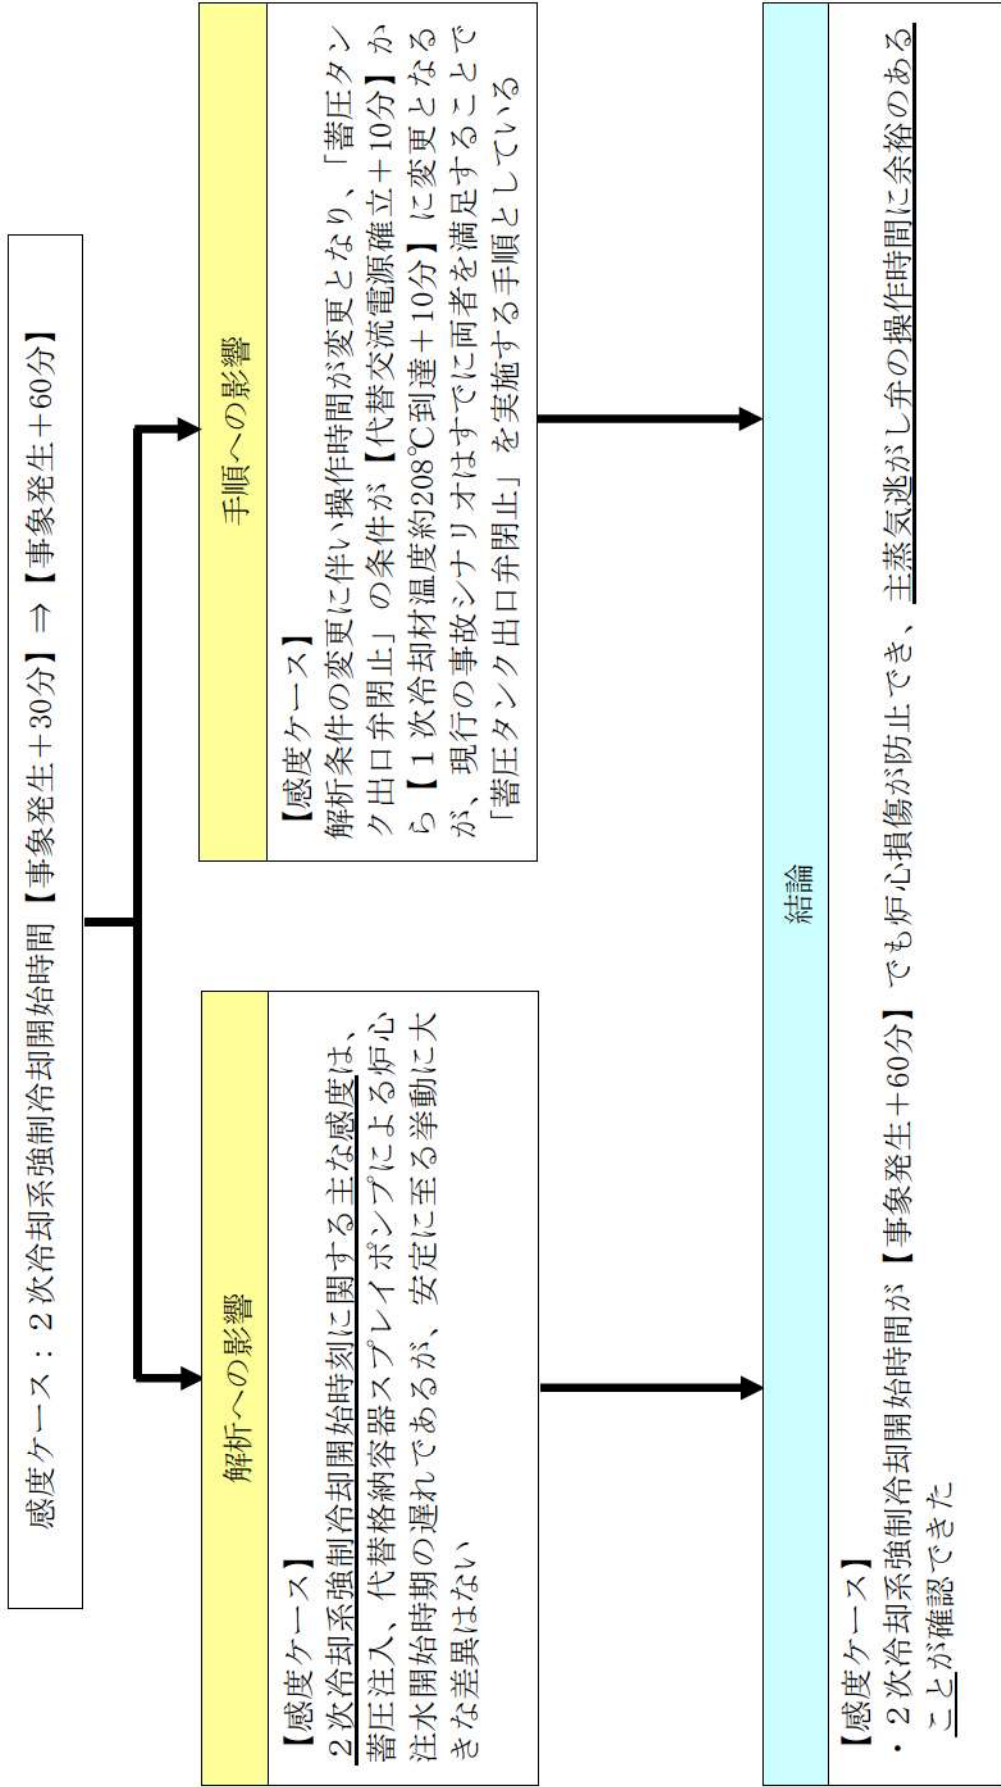 感度ケース：２次冷却系強制冷却開始時間【事象発生＋30分】⇒【事象発生＋60分】
解析への影響
【感度ケース】
２次冷却系強制冷却開始時刻に関する主な感度は、
蓄圧注入、代替格納容器スプレイポンプによる炉心
注水開始時期の遅れであるが、安定に至る挙動に大
きな差異はない
手順への影響
【感度ケース】
解析条件の変更に伴い操作時間が変更となり、「蓄圧タン
ク出口弁閉止」の条件が【代替交流電源確立＋10分】か
ら【１次冷却材温度約208℃到達＋10分】に変更となる
が、現行の事故シナリオはすでに両者を満足することで
「蓄圧タンク出口弁閉止」を実施する手順としている
結論
【感度ケース】
・２次冷却系強制冷却開始時間が【事象発生＋60分】でも炉心損傷が防止でき、主蒸気逃がし弁の操作時間に余裕のある
ことが確認できた